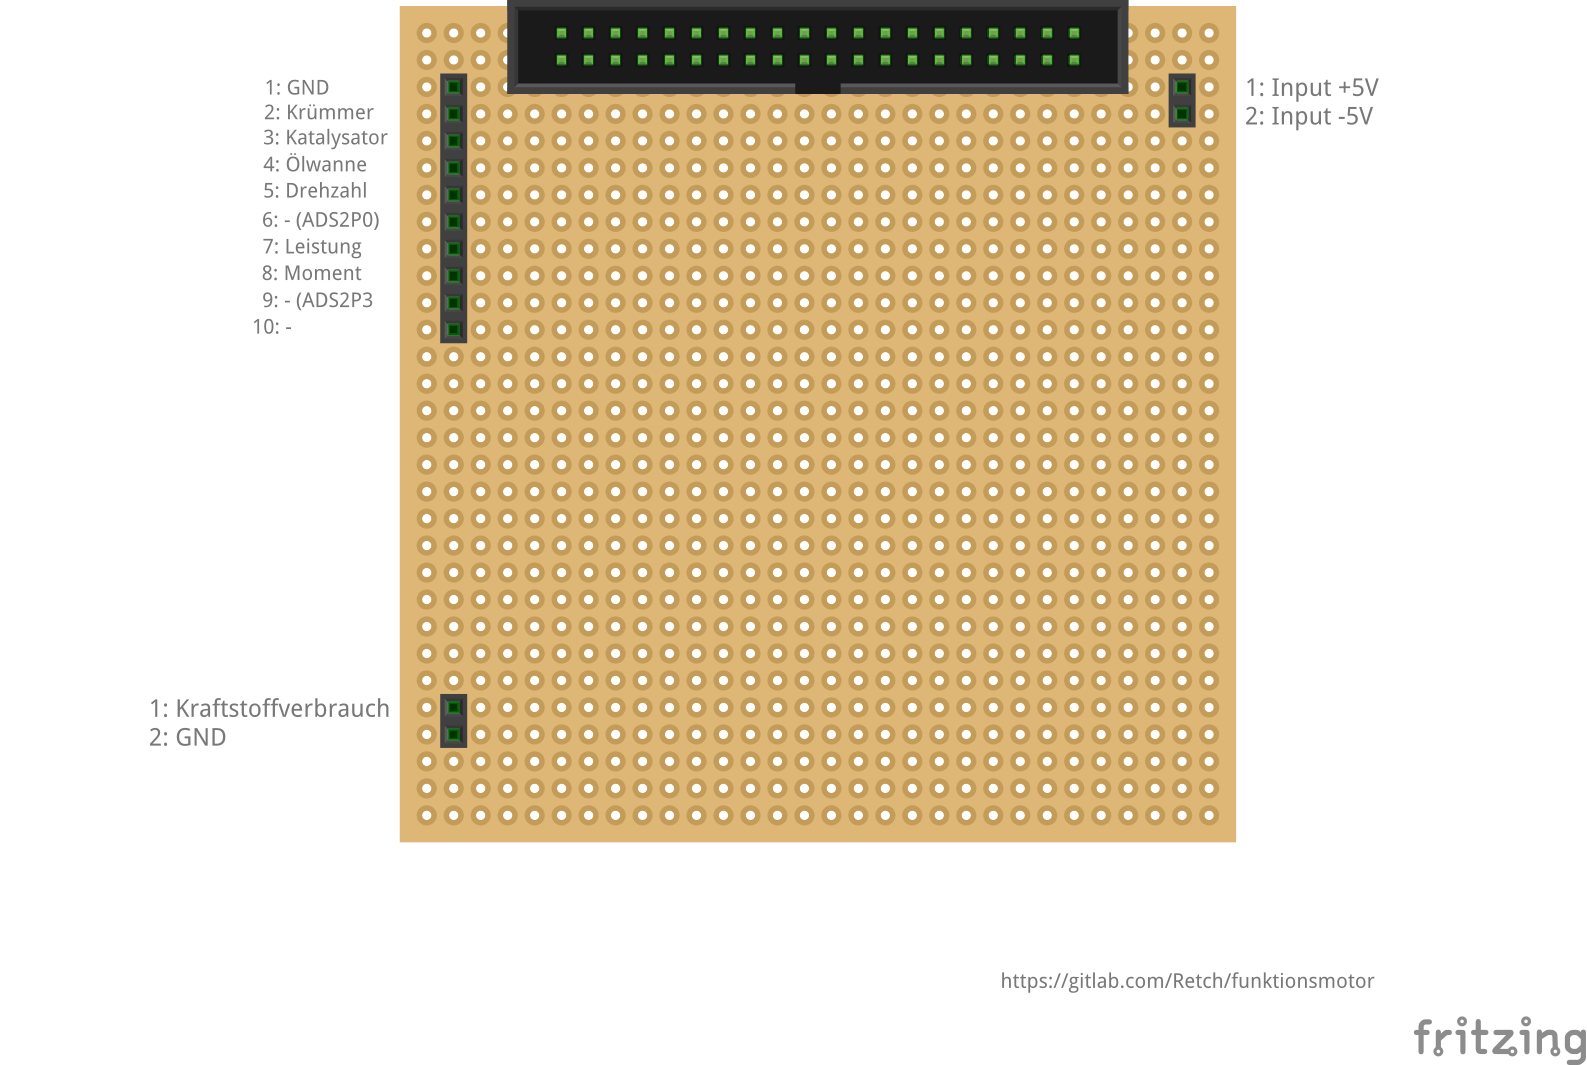 1: GND
2: Krümmer
3: Katalysator
4: Ölwanne
5: Drehzahl
6: - (ADS2P0)
7: Leistung
8: Moment
9: - (ADS2P3
10: -
1: Input +5V
2: Input -5V
1: Kraftstoffverbrauch
2: GND
https://gitlab.com/Retch/funktionsmotor
fritzing